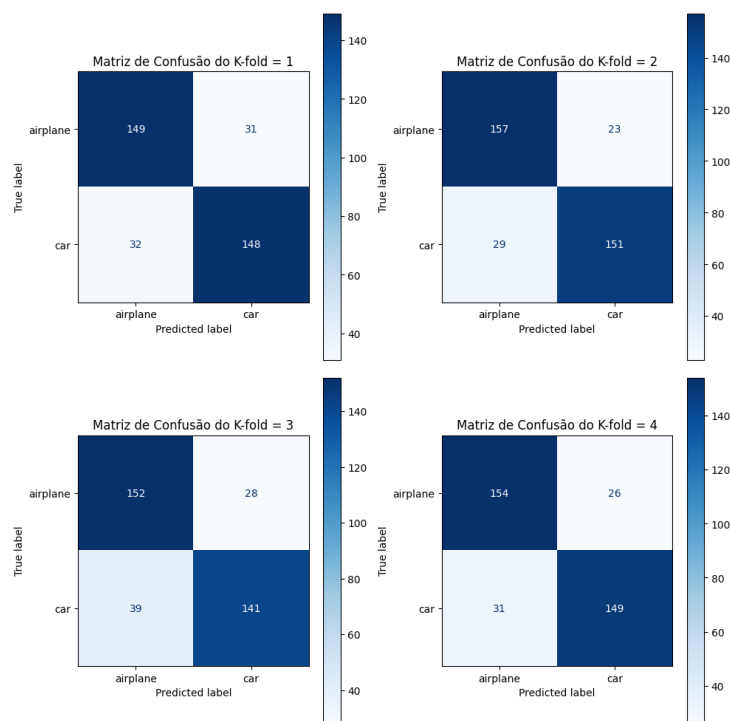 Matriz de Confusão do K-fold = 1
True label
airplane
car
149 31
32 148
airplane car
Predicted label
140
120
100
80
60
40
Matriz de Confusão do K-fold = 2
True label
airplane
car
157 23
29 151
airplane car
Predicted label
140
120
100
80
60
40
Matriz de Confusão do K-fold = 3
True label
airplane
car
152 28
39 141
airplane car
Predicted label
140
120
100
80
60
40
Matriz de Confusão do K-fold = 4
True label
airplane
car
154 26
31 149
airplane car
Predicted label
140
120
100
80
60
40